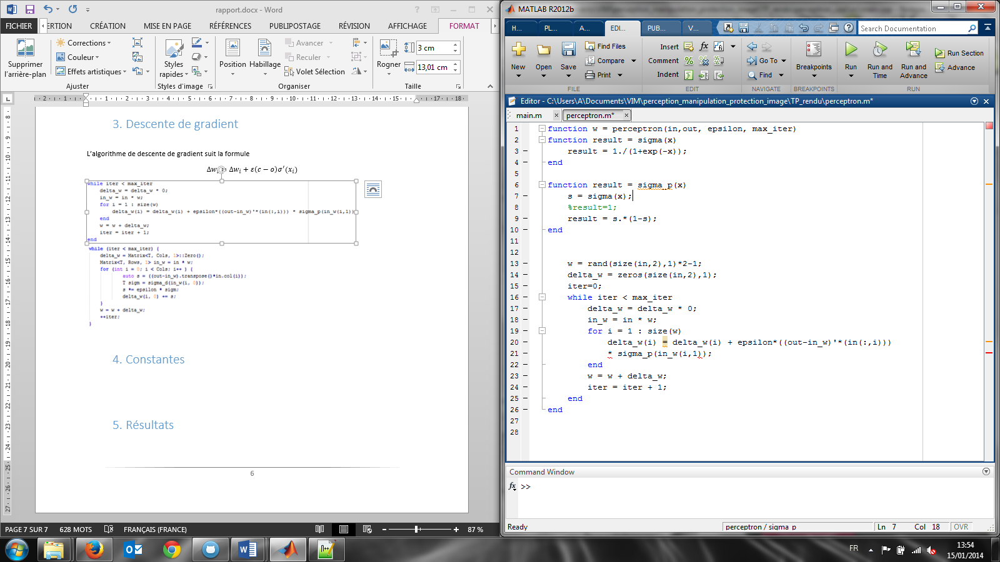 rapport.docx - Word
FICHIER
ERTION
CRÉATION
MISE EN PAGE
RÉFÉRENCES
PUBLIPOSTAGE
RÉVISION
AFFICHAGE
FORMAT
Supprimer
l'arrière-plan
Corrections
Couleur
Effets artistiques
Ajuster
Styles
rapides
Styles d'image
Position
Habillage
Avancer
Reculer
Volet Sélection
Organiser
Rogner
3 cm
13,01 cm
Taille
3. Descente de gradient
L'algorithme de descente de gradient suit la formule
Δwᵢ = Δwᵢ + ε(c − o)σ′(xᵢ)
while iter < max_iter
delta_w = delta_w * 0;
in_w = in * w;
for i = 1 : size(w)
delta_w(i) = delta_w(i) + epsilon*((out-in_w)'*(in(:,i))) * sigma_p(in_w(i,1))
end
w = w + delta_w;
iter = iter + 1;
end
while (iter < max_iter) {
delta_w = Matrix<T, Cols, 1>::Zero();
Matrix<T, Rows, 1> in_w = in * w;
for (int i = 0; i < Cols; i++ ) {
auto s = ((out-in_w).transpose()*in.col(i));
T sigm = sigma_d(in_w(i, 0));
s *= epsilon * sigm;
delta_w(i, 0) += s;
}
w = w + delta_w;
++iter;
}
4. Constantes
5. Résultats
6
PAGE 7 SUR 7
628 MOTS
FRANÇAIS (FRANCE)
87 %
MATLAB R2012b
H...
PL...
A...
EDI...
PUB...
V...
Search Documentation
New
Open
Save
Find Files
Compare
Print
FILE
Insert
Comment
Indent
EDIT
Go To
Find
NAVIGATE
Breakpoints
BREAKPOINTS
Run
Run and
Time
Run and
Advance
Run Section
Advance
RUN
Editor - C:\Users\A\Documents\VIM\perception_manipulation_protection_image\TP_rendu\perceptron.m*
main.m
perceptron.m*
1 function w = perceptron(in,out, epsilon, max_iter)
2 function result = sigma(x)
3 result = 1./(1+exp(-x));
4 end
5
6 function result = sigma_p(x)
7 s = sigma(x);
8 %result=1;
9 result = s.*(1-s);
10 end
11
12
13 w = rand(size(in,2),1)*2-1;
14 delta_w = zeros(size(in,2),1);
15 iter=0;
16 while iter < max_iter
17 delta_w = delta_w * 0;
18 in_w = in * w;
19 for i = 1 : size(w)
20 delta_w(i) = delta_w(i) + epsilon*((out-in_w)'*(in(:,i)))
21 * sigma_p(in_w(i,1));
22 end
23 w = w + delta_w;
24 iter = iter + 1;
25 end
26 end
27
28
Command Window
fx >>
Ready
perceptron / sigma_p
Ln 7 Col 18 OVR
FR
13:54
15/01/2014